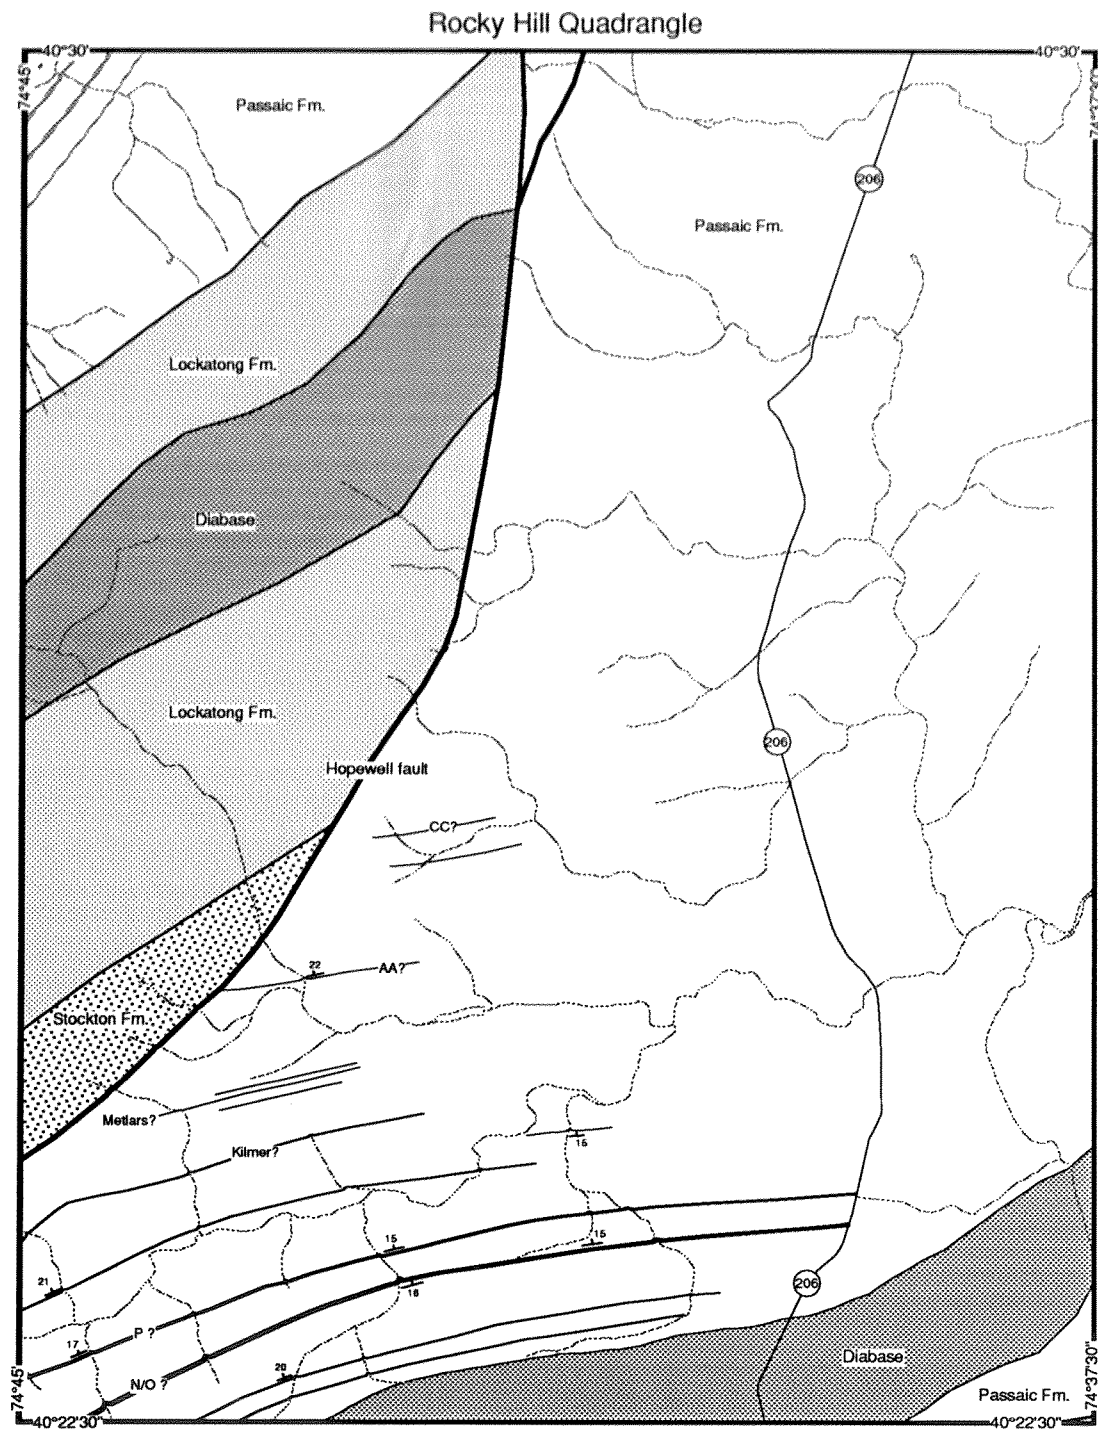 Rocky Hill Quadrangle
40°30'
40°30'
74°45'
74°37'30"
Passaic Fm.
206
Passaic Fm.
Lockatong Fm.
Diabase
Lockatong Fm.
206
Hopewell fault
CC?
22
AA?
Stockton Fm.
Metlars?
15
Kilmer?
15
15
21
16
206
P ?
17
Diabase
20
N/O ?
74°45'
74°37'30"
Passaic Fm.
40°22'30"
40°22'30"